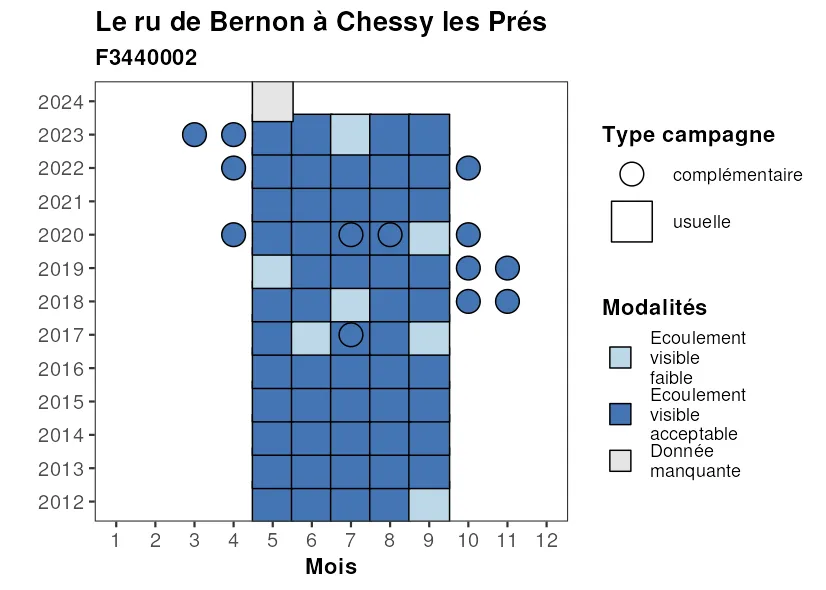 Le ru de Bernon à Chessy les Prés
F3440002
2024
2023
2022
2021
2020
2019
2018
2017
2016
2015
2014
2013
2012
1 2 3 4 5 6 7 8 9 10 11 12
Mois
Type campagne
complémentaire
usuelle
Modalités
Ecoulement
visible
faible
Ecoulement
visible
acceptable
Donnée
manquante